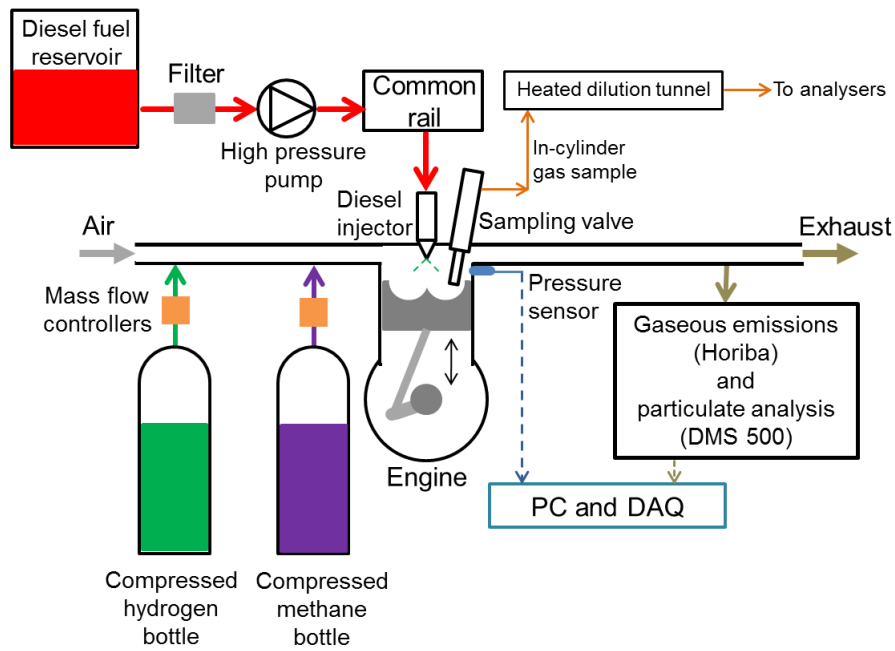 Diesel fuel
reservoir
Filter
High pressure
pump
Common
rail
Heated dilution tunnel
To analysers
In-cylinder
gas sample
Diesel
injector
Sampling valve
Air
Exhaust
Mass flow
controllers
Pressure
sensor
Gaseous emissions
(Horiba)
and
particulate analysis
(DMS 500)
Engine
PC and DAQ
Compressed
hydrogen
bottle
Compressed
methane
bottle